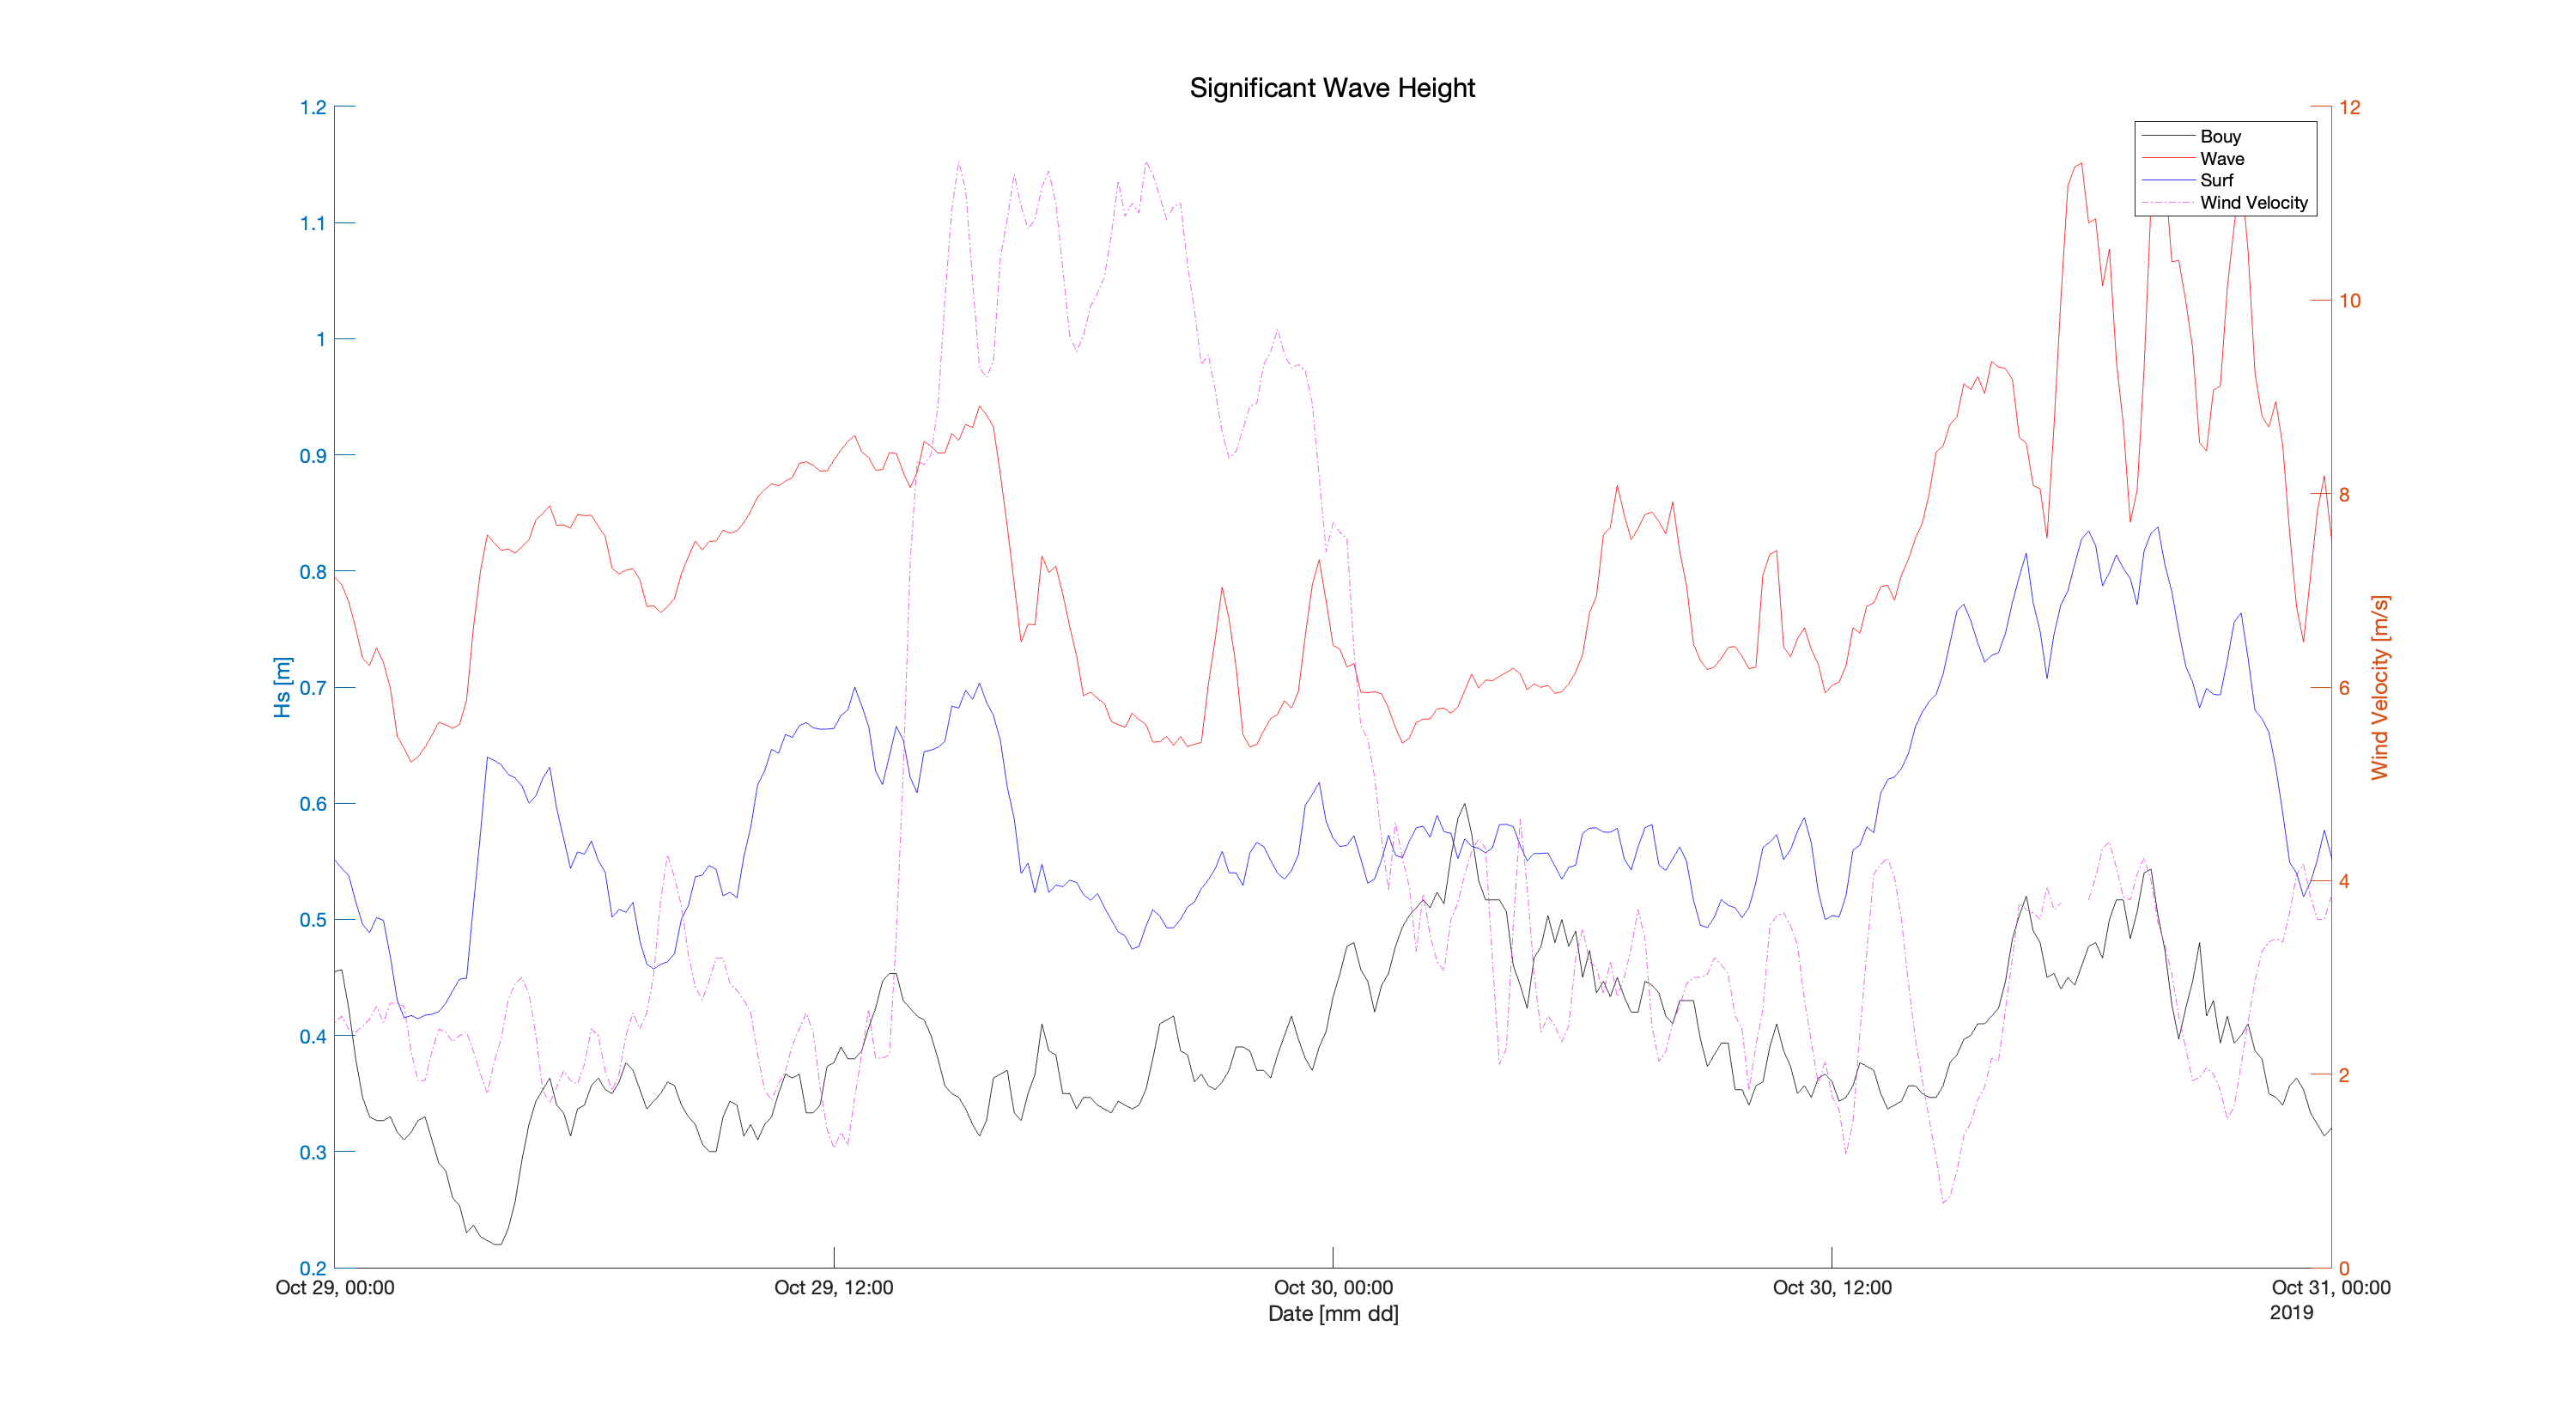 Significant Wave Height
1.2
1.1
1
0.9
0.8
0.7
0.6
0.5
0.4
0.3
0.2
Hs [m]
12
10
8
6
4
2
0
Wind Velocity [m/s]
Bouy
Wave
Surf
Wind Velocity
Oct 29, 00:00
Oct 29, 12:00
Oct 30, 00:00
Oct 30, 12:00
Oct 31, 00:00
2019
Date [mm dd]